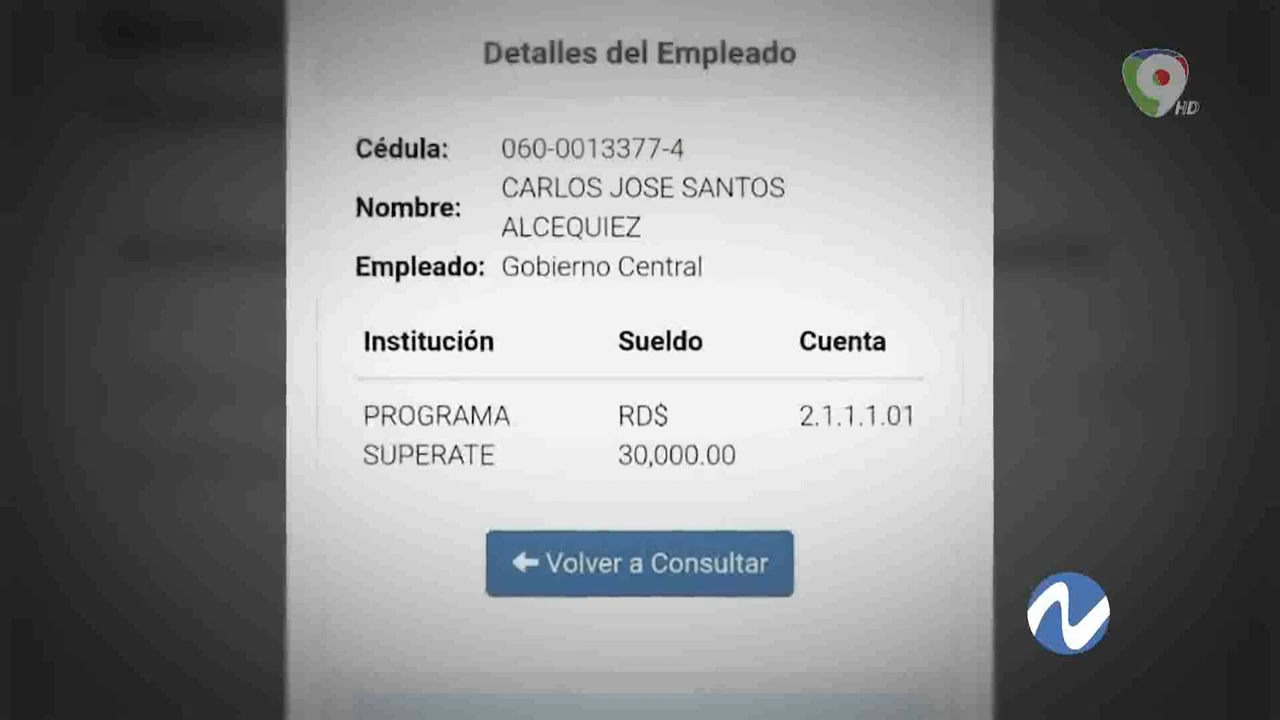 Detalles del Empleado
9
HD
Cédula: 060-0013377-4
Nombre: CARLOS JOSE SANTOS
ALCEQUIEZ
Empleado: Gobierno Central
Institución Sueldo Cuenta
PROGRAMA RD$ 2.1.1.1.01
SUPERATE 30,000.00
Volver a Consultar